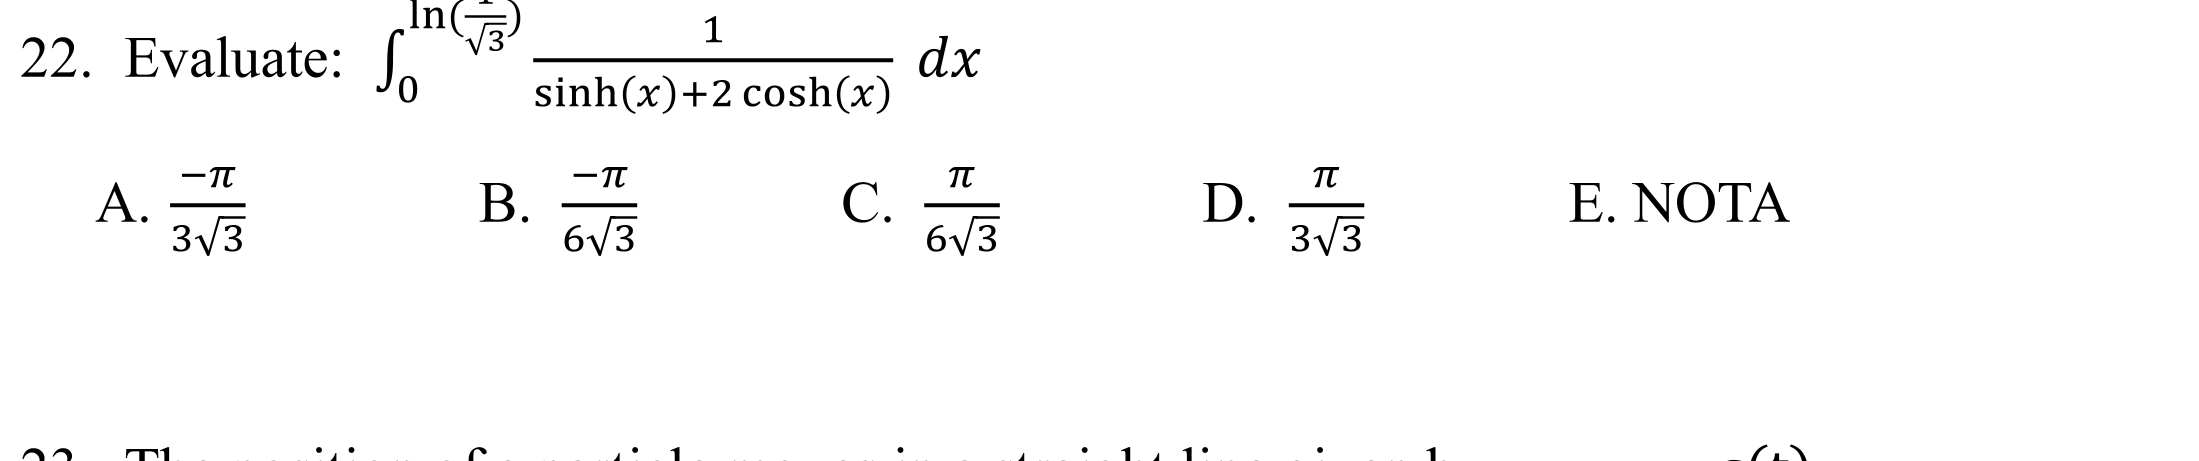 22. Evaluate: ∫₀^{ln(1/√3)} 1/(sinh(x)+2 cosh(x)) dx
A. −π/(3√3) B. −π/(6√3) C. π/(6√3) D. π/(3√3) E. NOTA